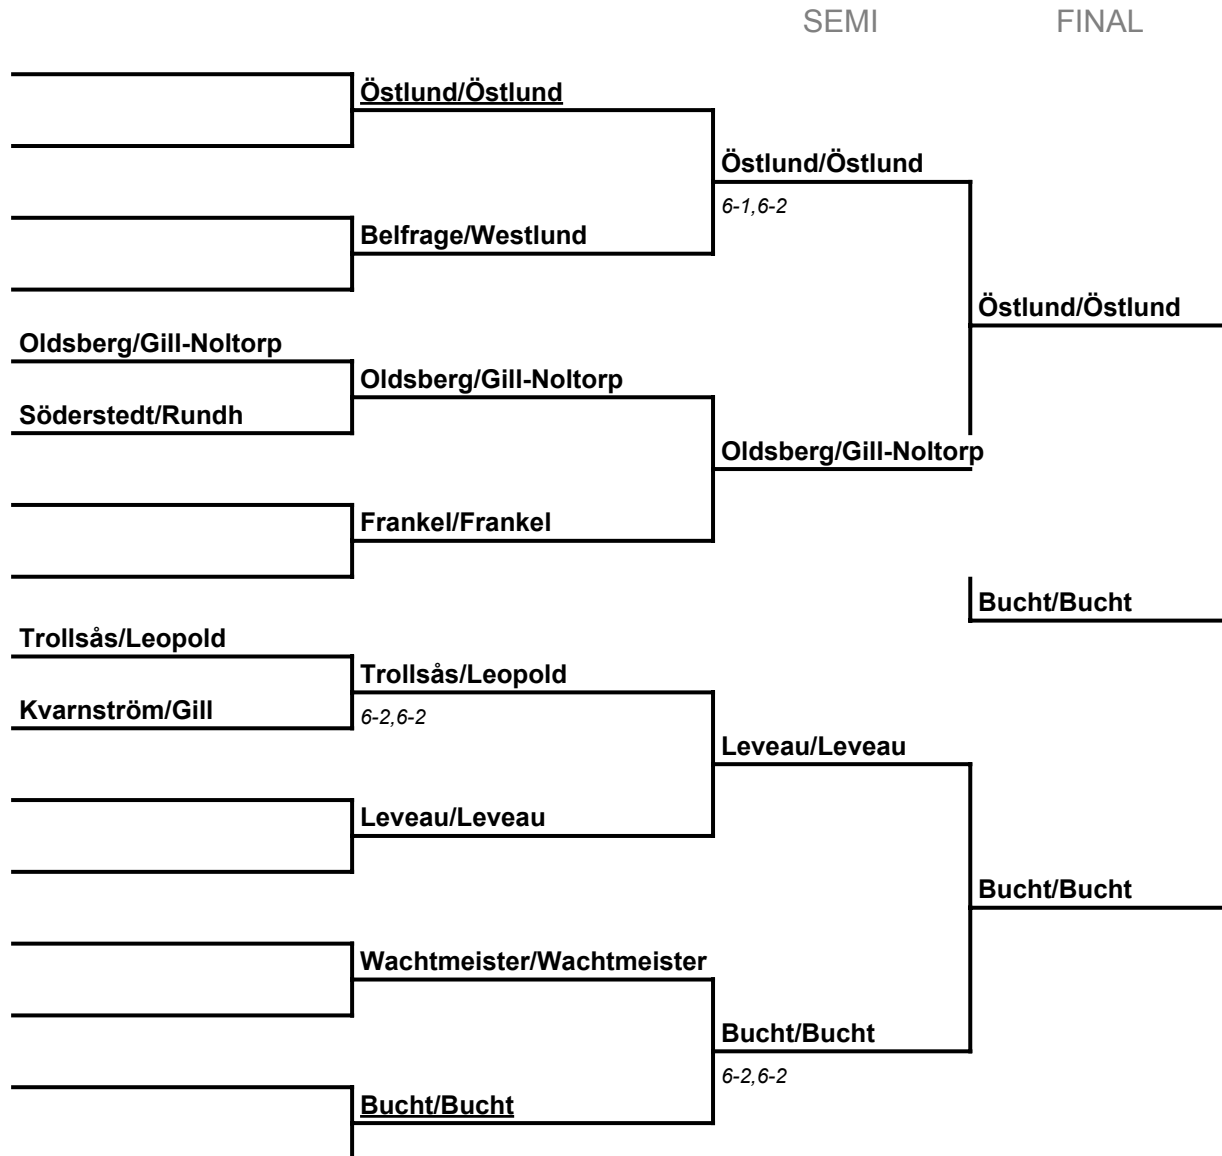 SEMI FINAL
Östlund/Östlund
Östlund/Östlund
6-1,6-2
Belfrage/Westlund
Östlund/Östlund
Oldsberg/Gill-Noltorp
Oldsberg/Gill-Noltorp
Söderstedt/Rundh
Oldsberg/Gill-Noltorp
Frankel/Frankel
Bucht/Bucht
Trollsås/Leopold
Trollsås/Leopold
Kvarnström/Gill
6-2,6-2
Leveau/Leveau
Leveau/Leveau
Bucht/Bucht
Wachtmeister/Wachtmeister
Bucht/Bucht
6-2,6-2
Bucht/Bucht